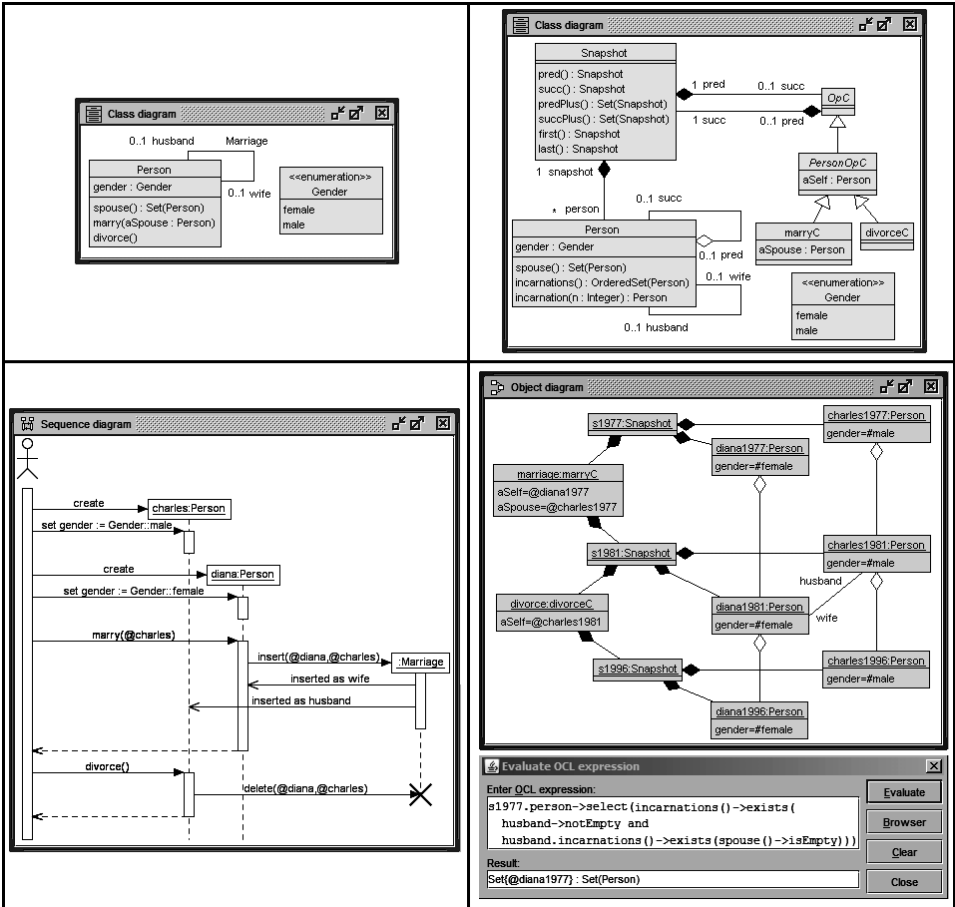 Class diagram
0..1 husband
Marriage
Person
gender : Gender
spouse() : Set(Person)
marry(aSpouse : Person)
divorce()
0..1 wife
<<enumeration>>
Gender
female
male
Class diagram
Snapshot
pred() : Snapshot
succ() : Snapshot
predPlus() : Set(Snapshot)
succPlus() : Set(Snapshot)
first() : Snapshot
last() : Snapshot
1 pred
0..1 succ
1 succ
0..1 pred
OpC
PersonOpC
aSelf : Person
marryC
aSpouse : Person
divorceC
1 snapshot
* person
0..1 succ
Person
gender : Gender
spouse() : Set(Person)
incarnations() : OrderedSet(Person)
incarnation(n : Integer) : Person
0..1 pred
0..1 wife
0..1 husband
<<enumeration>>
Gender
female
male
Sequence diagram
create
charles:Person
set gender := Gender::male
create
diana:Person
set gender := Gender::female
marry(@charles)
insert(@diana,@charles)
:Marriage
inserted as wife
inserted as husband
divorce()
delete(@diana,@charles)
Object diagram
s1977:Snapshot
charles1977:Person
gender=#male
diana1977:Person
gender=#female
marriage:marryC
aSelf=@diana1977
aSpouse=@charles1977
s1981:Snapshot
charles1981:Person
gender=#male
husband
divorce:divorceC
aSelf=@charles1981
diana1981:Person
gender=#female
wife
s1996:Snapshot
charles1996:Person
gender=#male
diana1996:Person
gender=#female
Evaluate OCL expression
Enter OCL expression:
s1977.person->select(incarnations()->exists(
husband->notEmpty and
husband.incarnations()->exists(spouse()->isEmpty)))
Result:
Set{@diana1977} : Set(Person)
Evaluate
Browser
Clear
Close